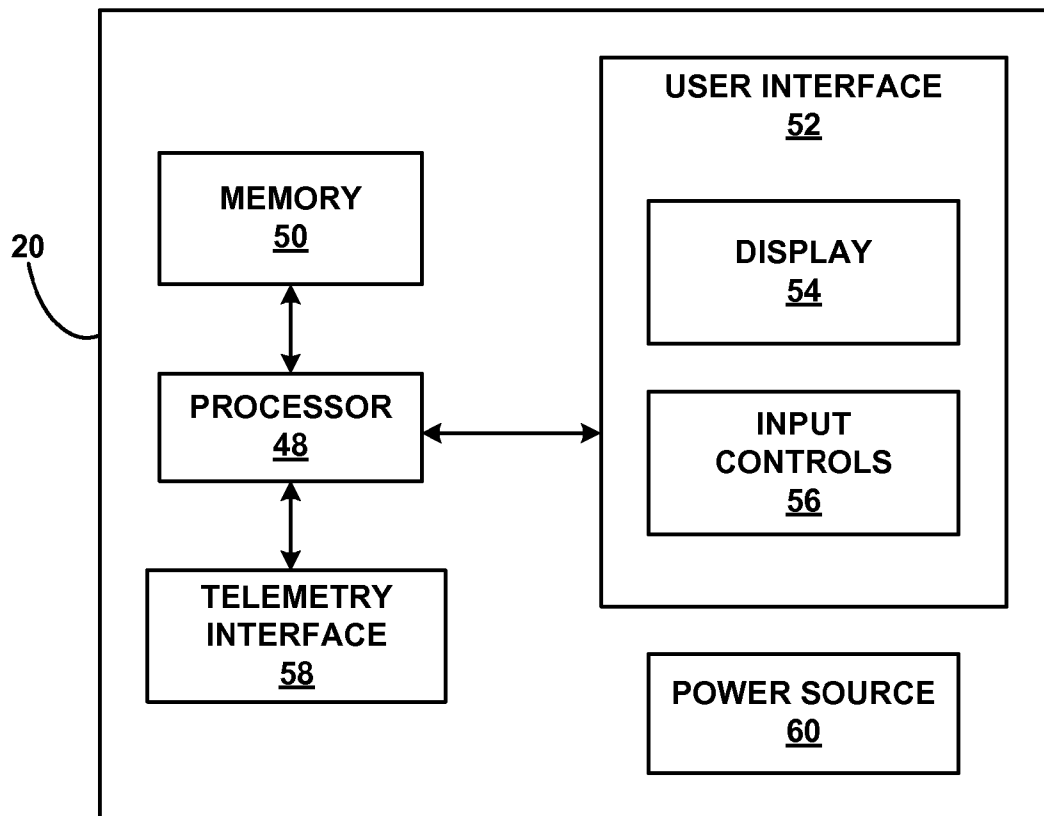 USER INTERFACE
52
MEMORY
50
DISPLAY
54
20
PROCESSOR
48
INPUT
CONTROLS
56
TELEMETRY
INTERFACE
58
POWER SOURCE
60